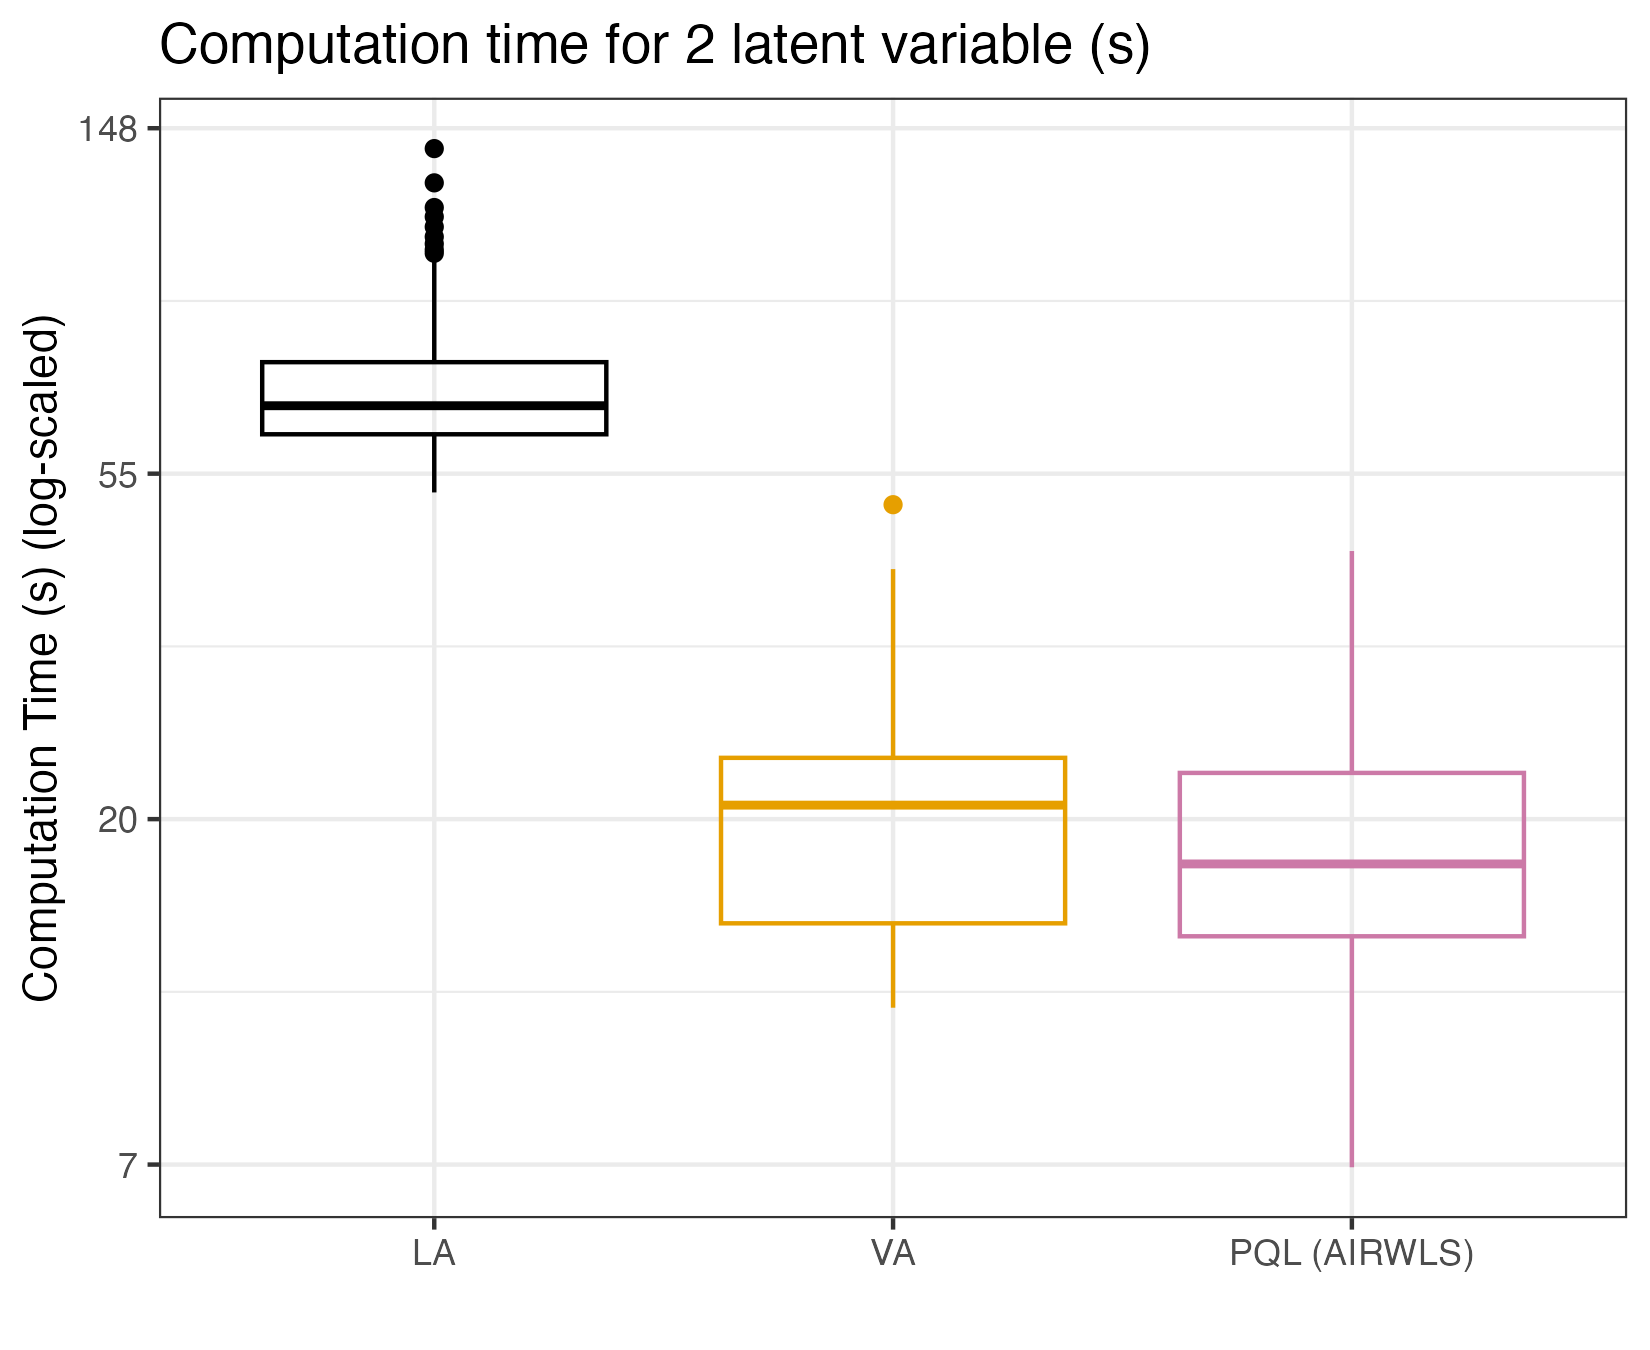 Computation time for 2 latent variable (s)
Computation Time (s) (log-scaled)
148
55
20
7
LA
VA
PQL (AIRWLS)